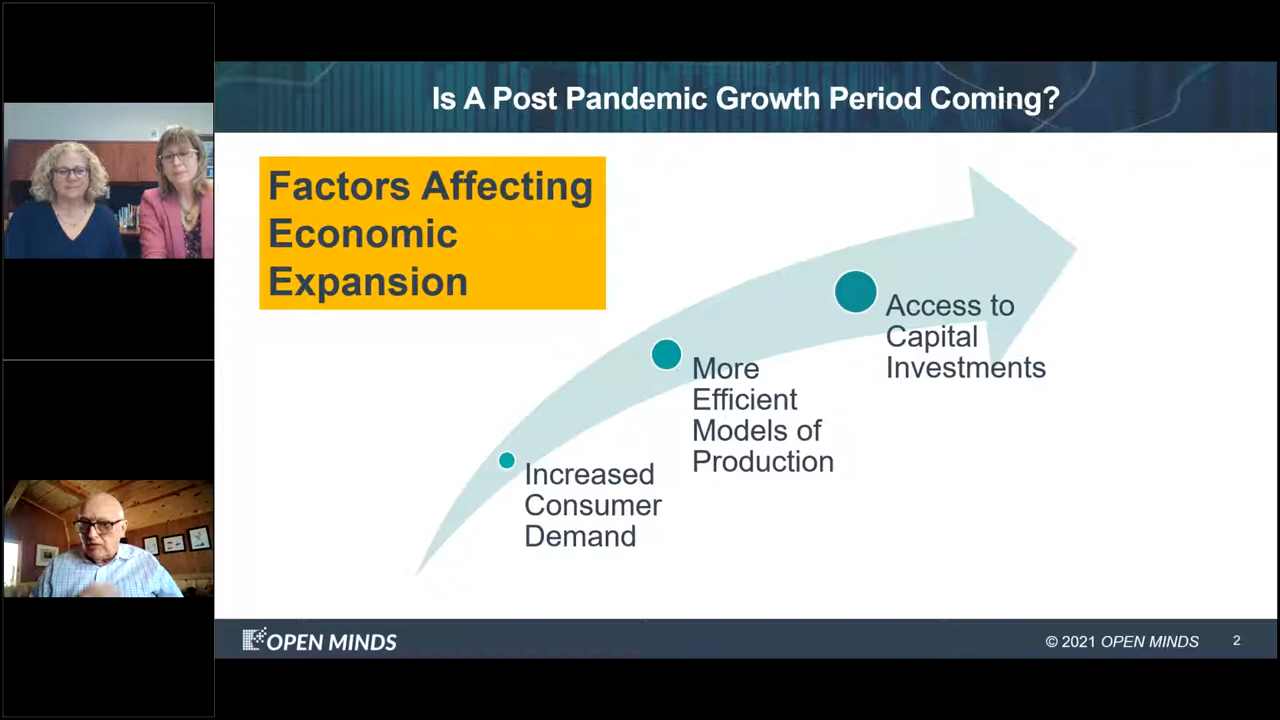 Is A Post Pandemic Growth Period Coming?
Factors Affecting
Economic
Expansion
Access to
Capital
Investments
More
Efficient
Models of
Production
Increased
Consumer
Demand
OPEN MINDS
© 2021 OPEN MINDS 2